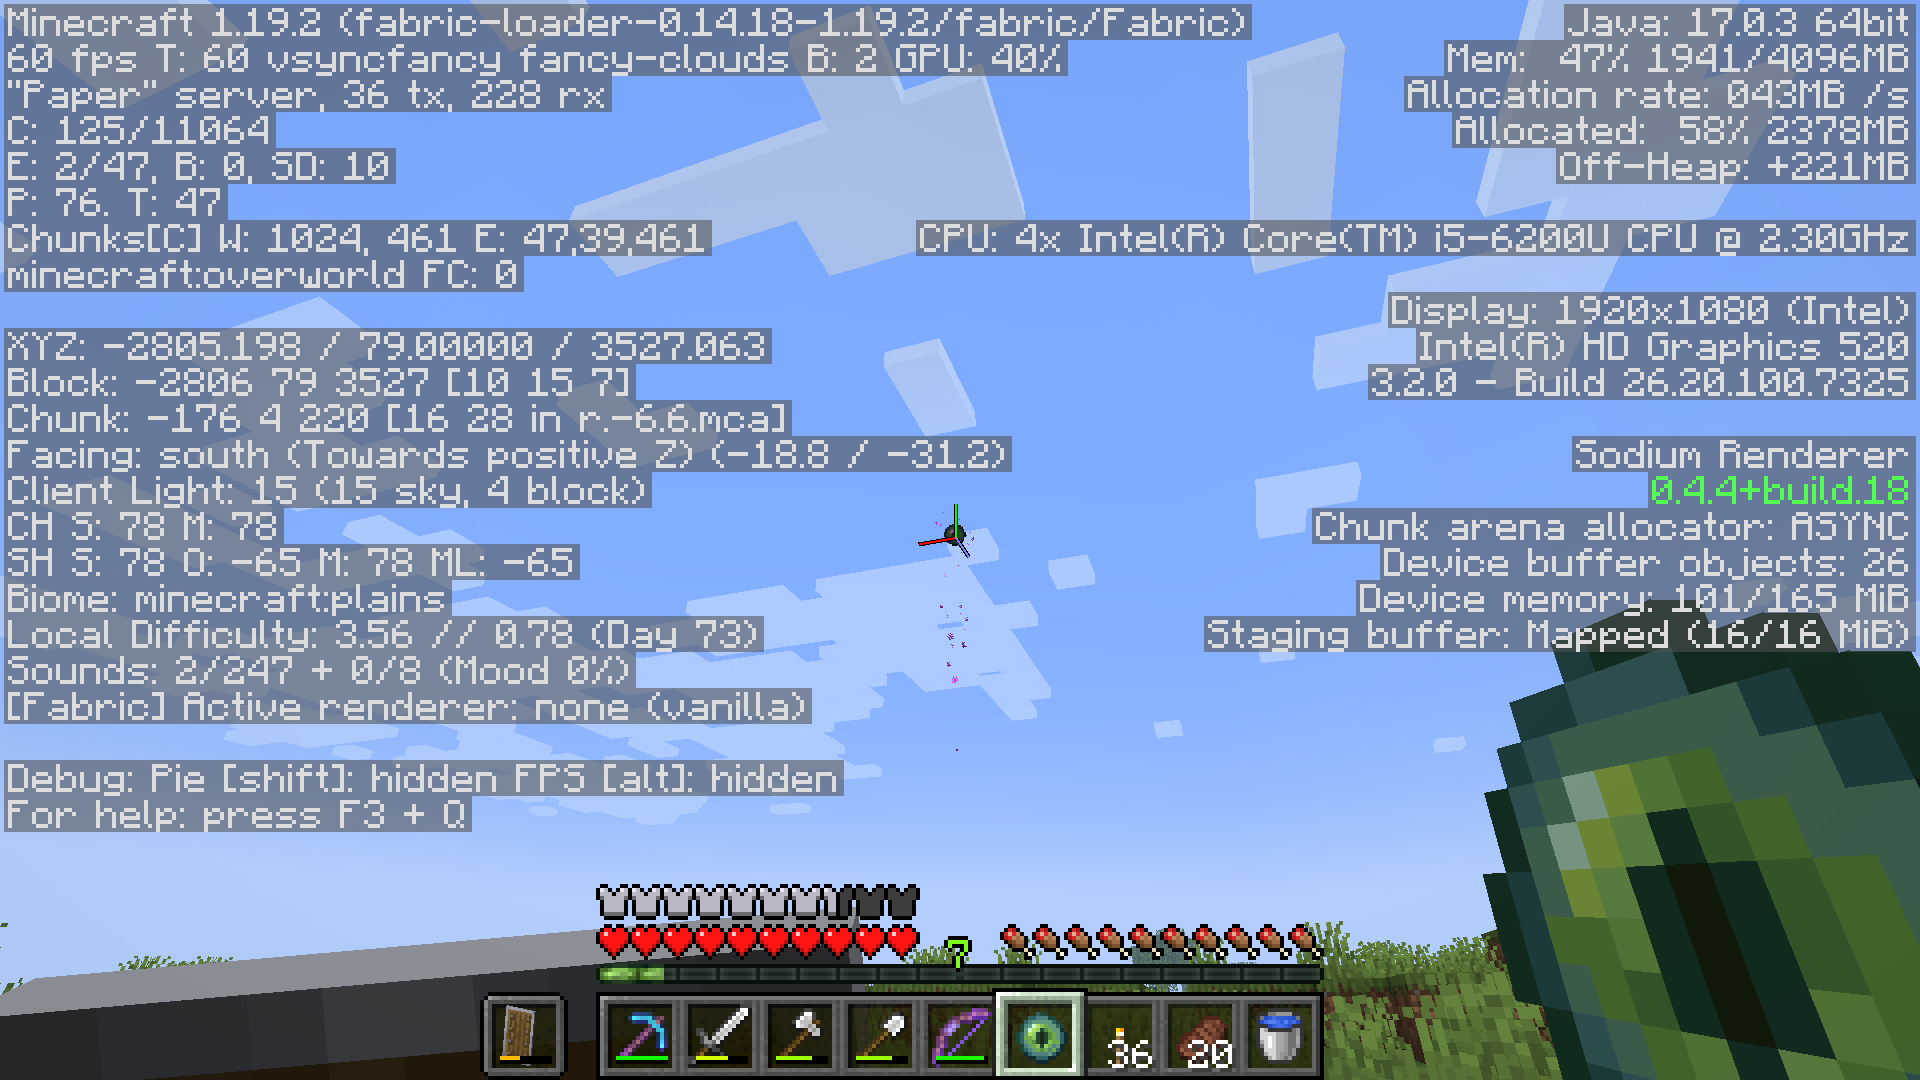 Minecraft 1.19.2 (fabric-loader-0.14.18-1.19.2/fabric/Fabric)
60 fps T: 60 vsyncfancy fancy-clouds B: 2 GPU: 40%
"Paper" server, 36 tx, 228 rx
C: 125/11064
E: 2/47, B: 0, SD: 10
P: 76. T: 47
Chunks[C] W: 1024, 461 E: 47,39,461
minecraft:overworld FC: 0
XYZ: -2805.198 / 79.00000 / 3527.063
Block: -2806 79 3527 [10 15 7]
Chunk: -176 4 220 [16 28 in r.-6.6.mca]
Facing: south (Towards positive Z) (-18.8 / -31.2)
Client Light: 15 (15 sky, 4 block)
CH S: 78 M: 78
SH S: 78 O: -65 M: 78 ML: -65
Biome: minecraft:plains
Local Difficulty: 3.56 // 0.78 (Day 73)
Sounds: 2/247 + 0/8 (Mood 0%)
[Fabric] Active renderer: none (vanilla)
Debug: Pie [shift]: hidden FPS [alt]: hidden
For help: press F3 + Q
Java: 17.0.3 64bit
Mem: 47% 1941/4096MB
Allocation rate: 043MB /s
Allocated: 58% 2378MB
Off-Heap: +221MB
CPU: 4x Intel(R) Core(TM) i5-6200U CPU @ 2.30GHz
Display: 1920x1080 (Intel)
Intel(R) HD Graphics 520
3.2.0 - Build 26.20.100.7325
Sodium Renderer
0.4.4+build.18
Chunk arena allocator: ASYNC
Device buffer objects: 26
Device memory: 101/165 MiB
Staging buffer: Mapped (16/16 MiB)
7
36
20